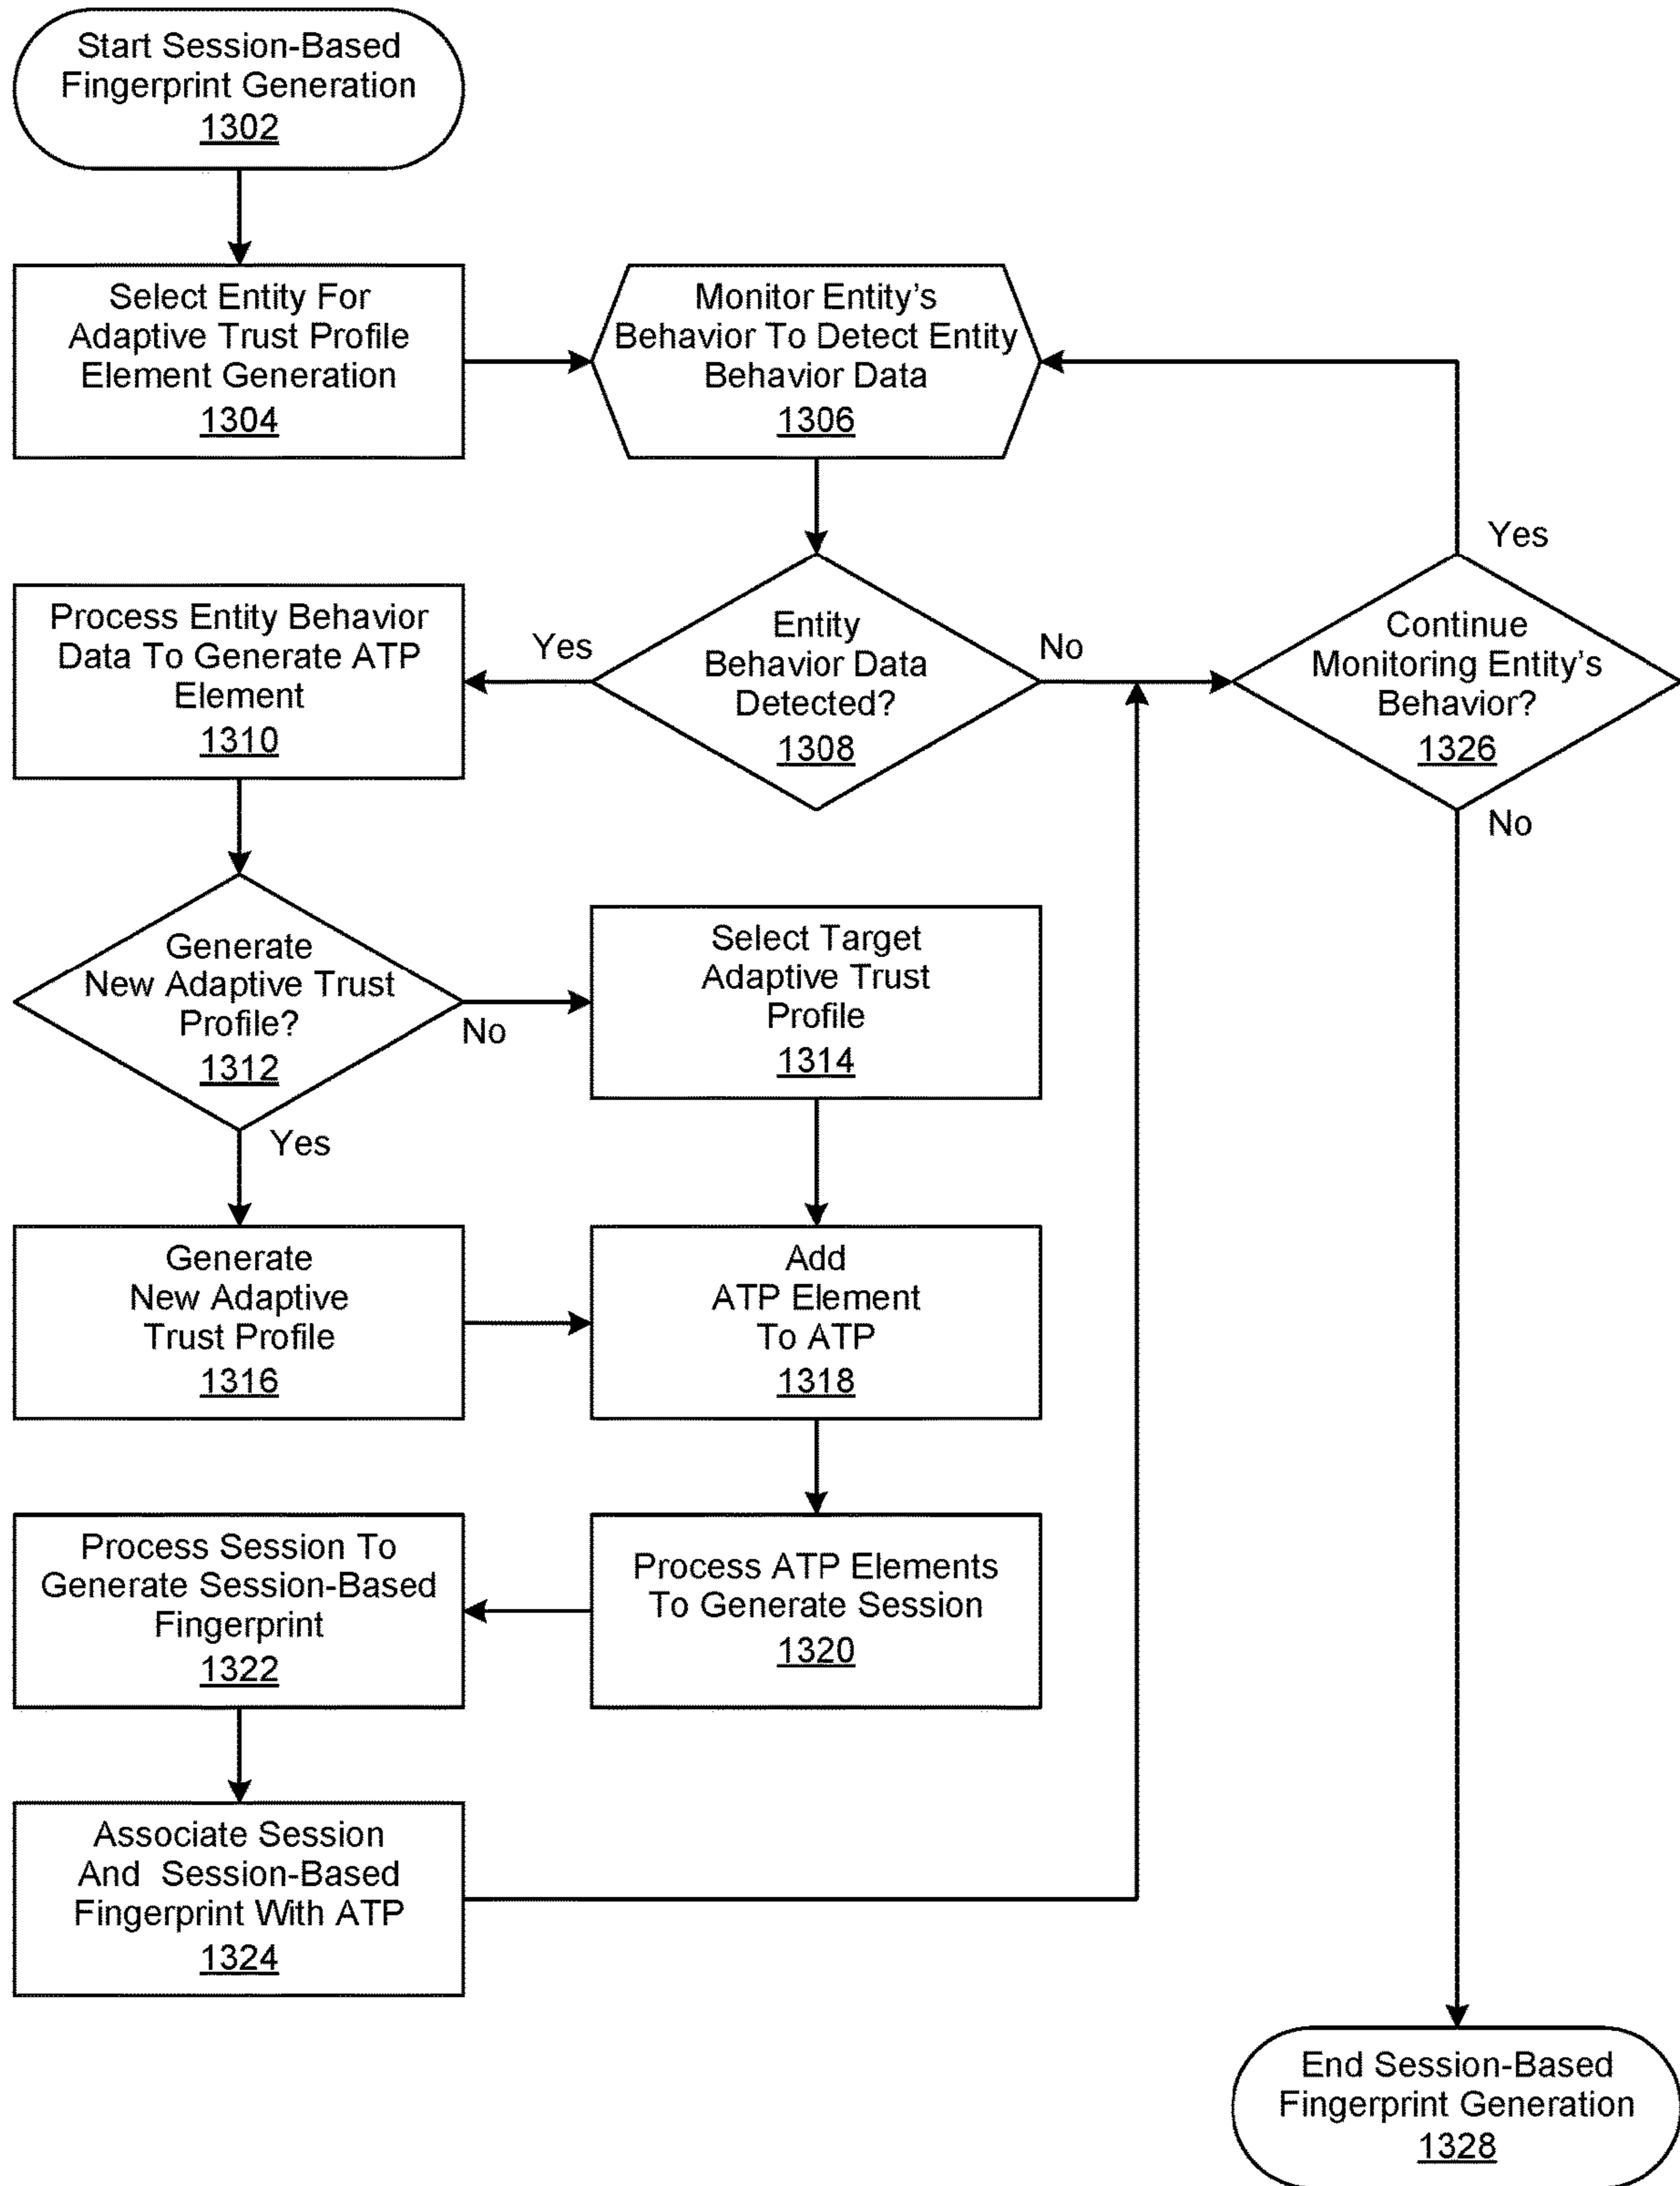 Start Session-Based
Fingerprint Generation
1302
Select Entity For
Adaptive Trust Profile
Element Generation
1304
Monitor Entity's
Behavior To Detect Entity
Behavior Data
1306
Yes
Process Entity Behavior
Data To Generate ATP
Element
1310
Yes
Entity
Behavior Data
Detected?
1308
No
Continue
Monitoring Entity's
Behavior?
1326
No
Generate
New Adaptive Trust
Profile?
1312
No
Yes
Select Target
Adaptive Trust
Profile
1314
Generate
New Adaptive
Trust Profile
1316
Add
ATP Element
To ATP
1318
Process Session To
Generate Session-Based
Fingerprint
1322
Process ATP Elements
To Generate Session
1320
Associate Session
And Session-Based
Fingerprint With ATP
1324
End Session-Based
Fingerprint Generation
1328